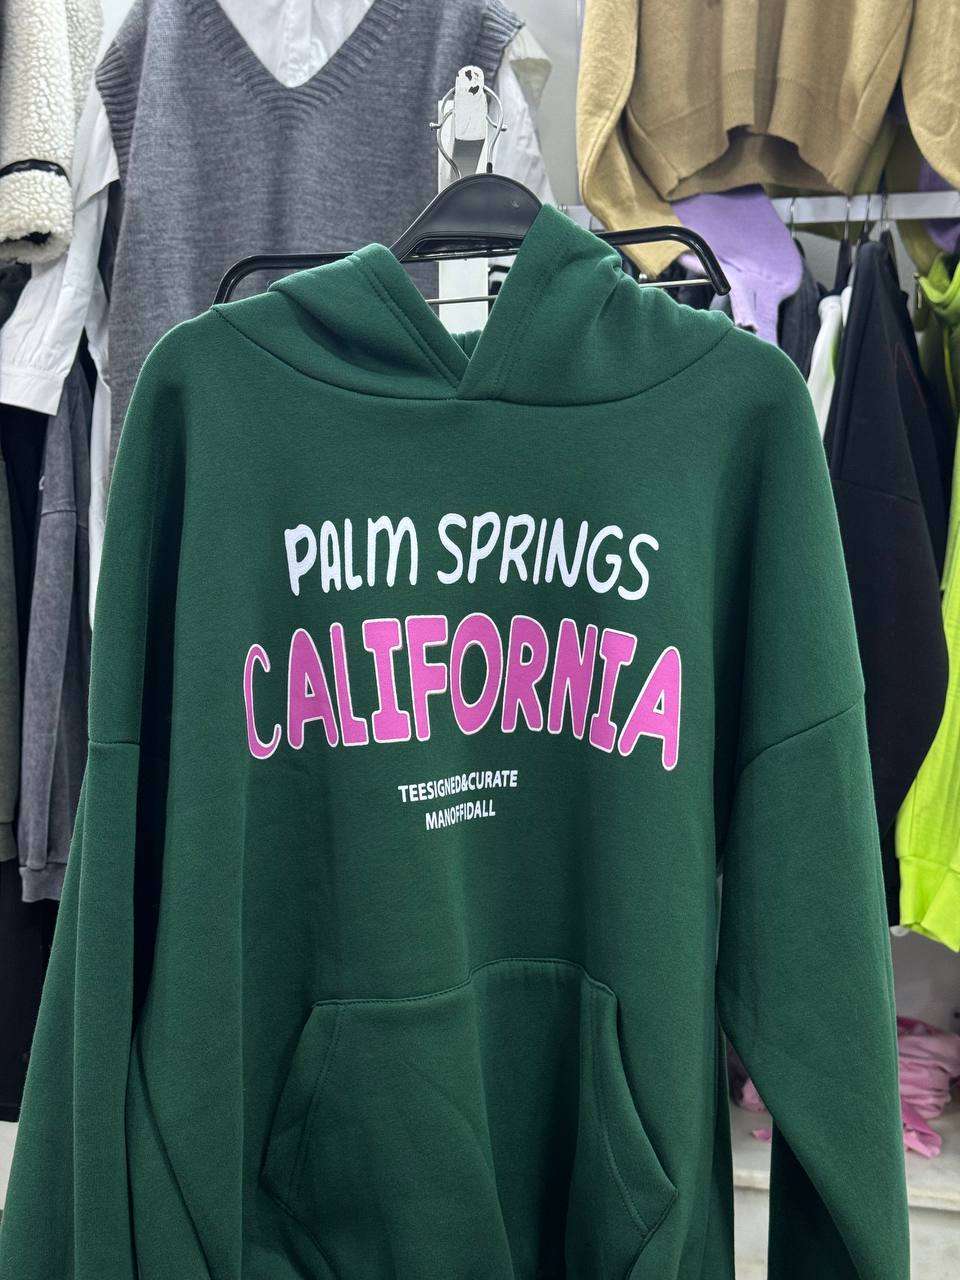 PALM SPRINGS
CALIFORNIA
TEESIGNED&CURATE
MANOFFIDALL